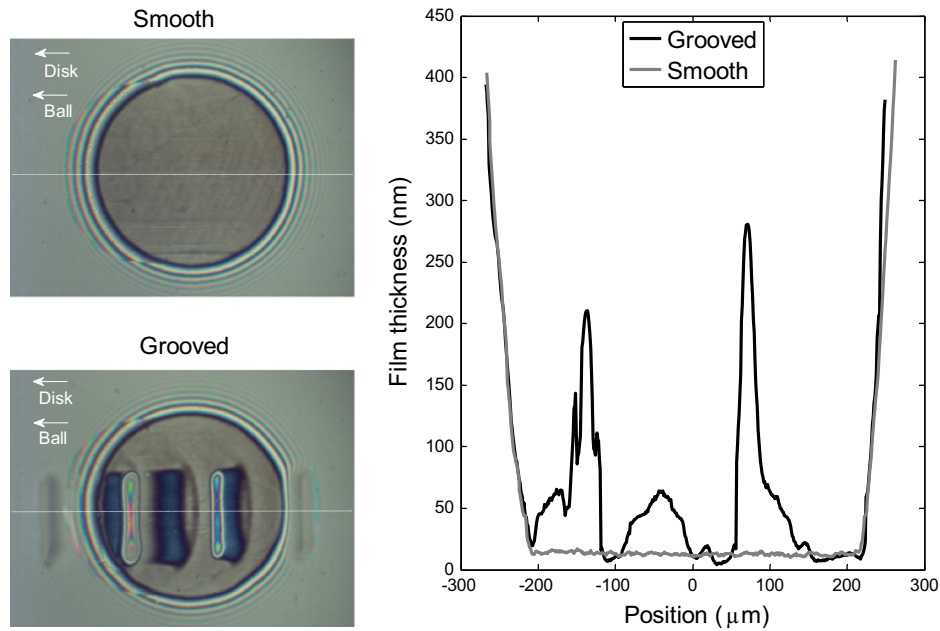 Smooth
Disk
Ball
Grooved
Disk
Ball
Film thickness (nm)
450
400
350
300
250
200
150
100
50
0
Grooved
Smooth
-300
-200
-100
0
100
200
300
Position (μm)